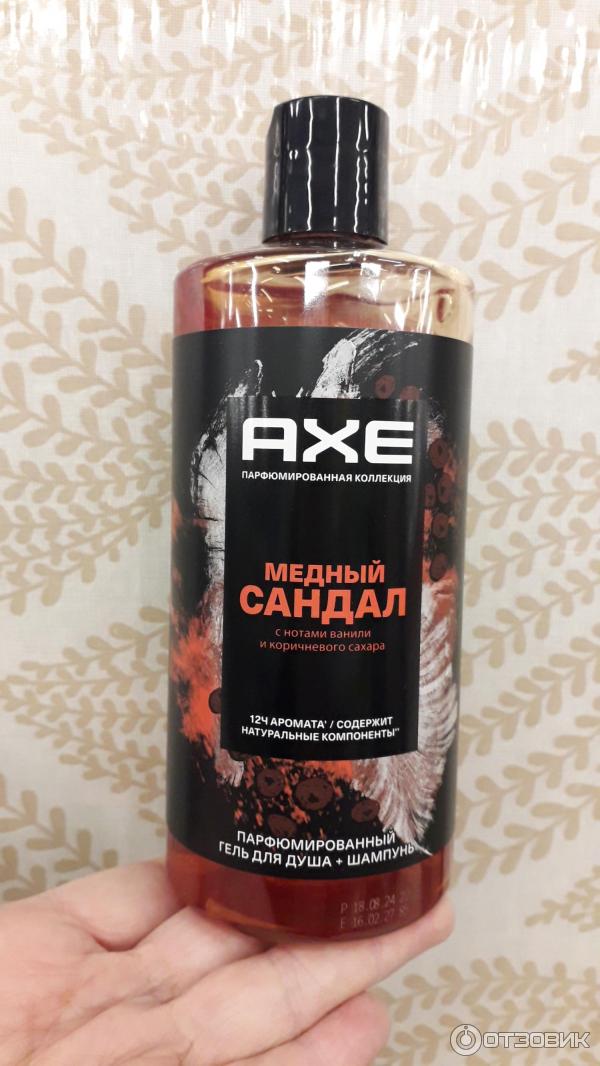 AXE
ПАРФЮМИРОВАННАЯ КОЛЛЕКЦИЯ
МЕДНЫЙ
САНДАЛ
с нотами ванили
и коричневого сахара
12Ч АРОМАТА* / СОДЕРЖИТ
НАТУРАЛЬНЫЕ КОМПОНЕНТЫ**
ПАРФЮМИРОВАННЫЙ
ГЕЛЬ ДЛЯ ДУША + ШАМПУНЬ
P 18.08.24
E 16.02.27
ОТЗОВИК